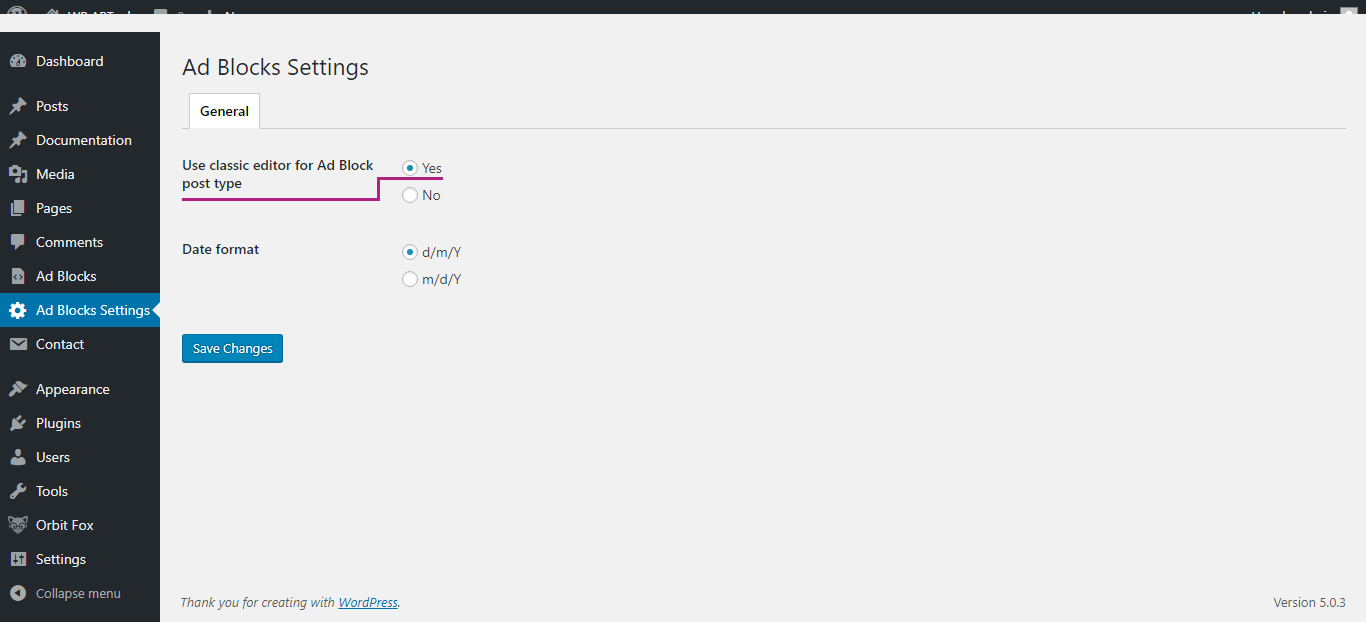 Dashboard
Posts
Documentation
Media
Pages
Comments
Ad Blocks
Ad Blocks Settings
Contact
Appearance
Plugins
Users
Tools
Orbit Fox
Settings
Collapse menu
Ad Blocks Settings
General
Use classic editor for Ad Block
post type
Yes
No
Date format
d/m/Y
m/d/Y
Save Changes
Thank you for creating with WordPress.
Version 5.0.3